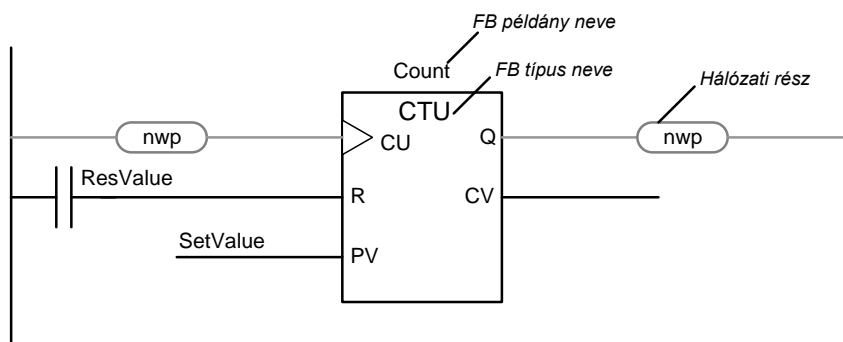 FB példány neve
Count
FB típus neve
Hálózati rész
CTU
nwp
CU
Q
nwp
ResValue
R
CV
SetValue
PV